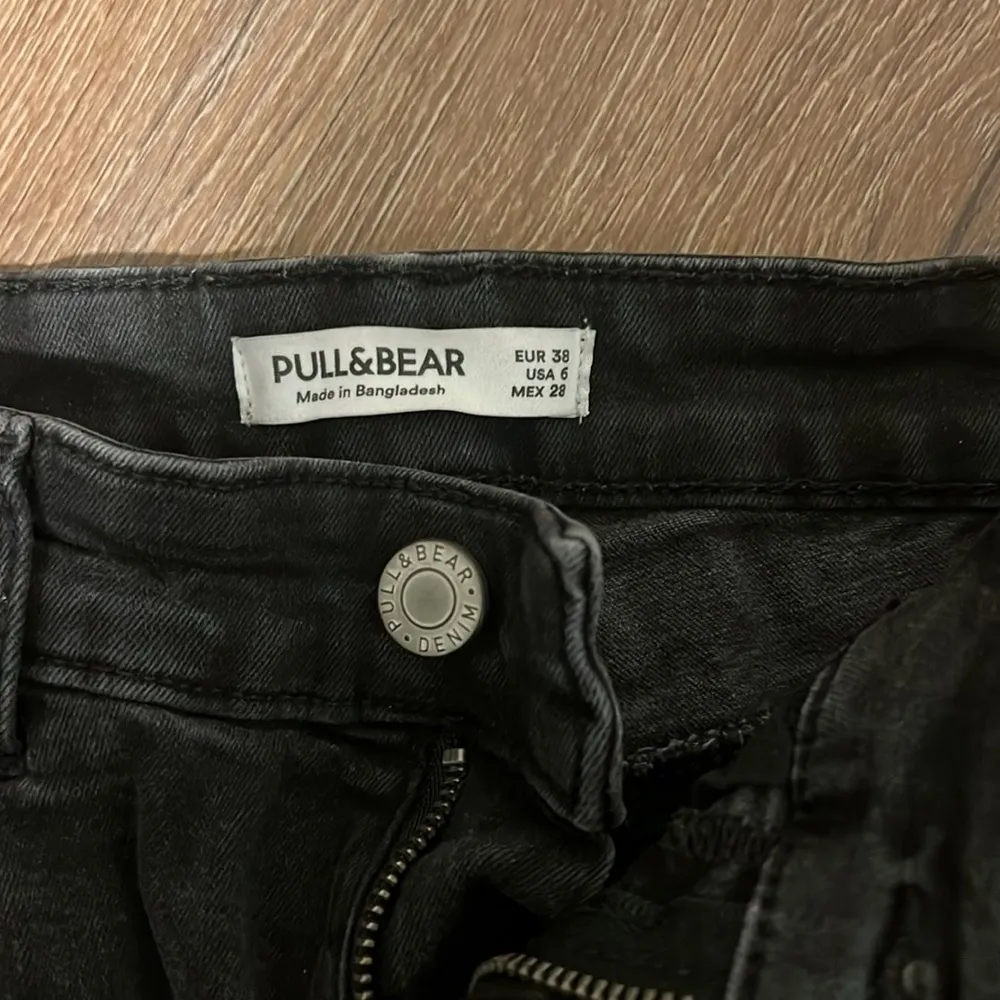 PULL&BEAR
Made in Bangladesh
EUR 38
USA 6
MEX 28
PULL&BEAR • DENIM •